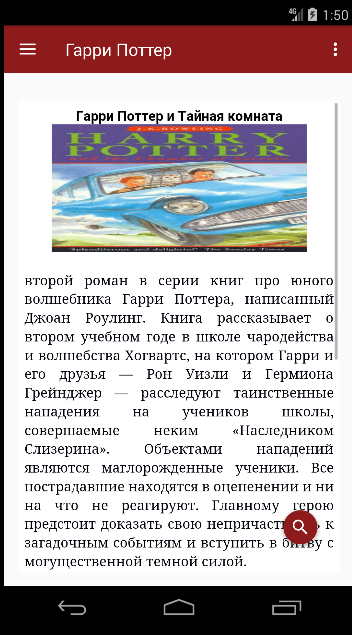 4G 1:50
Гарри Поттер
Гарри Поттер и Тайная комната
J.K.ROWLING
HARRY
POTTER
and the Chamber of Secrets
"Splendiferous and delightful" The Sunday Times
второй роман в серии книг про юного
волшебника Гарри Поттера, написанный
Джоан Роулинг. Книга рассказывает о
втором учебном годе в школе чародейства
и волшебства Хогвартс, на котором Гарри и
его друзья — Рон Уизли и Гермиона
Грейнджер — расследуют таинственные
нападения на учеников школы,
совершаемые неким «Наследником
Слизерина». Объектами нападений
являются маглорожденные ученики. Все
пострадавшие находятся в оцепенении и ни
на что не реагируют. Главному герою
предстоит доказать свою к
загадочным событиям и вступить в битву с
могущественной темной силой.